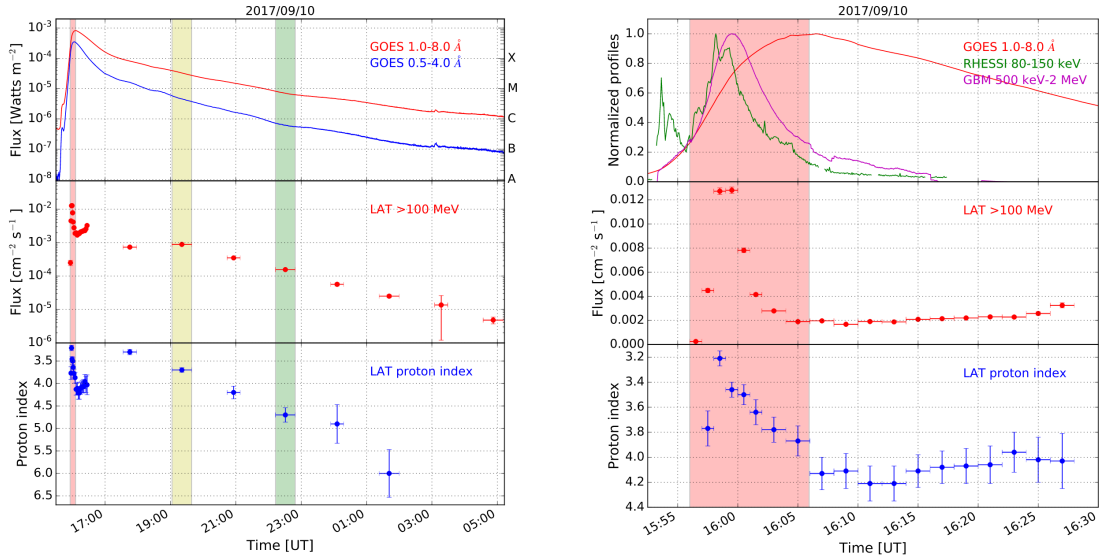 2017/09/10
10⁻³
10⁻⁴
10⁻⁵
10⁻⁶
10⁻⁷
10⁻⁸
Flux [Watts m⁻²]
GOES 1.0-8.0 Å
GOES 0.5-4.0 Å
X
M
C
B
A
10⁻²
10⁻³
10⁻⁴
10⁻⁵
10⁻⁶
Flux [cm⁻² s⁻¹]
LAT >100 MeV
3.5
4.0
4.5
5.0
5.5
6.0
6.5
Proton index
LAT proton index
17:00
19:00
21:00
23:00
01:00
03:00
05:00
Time [UT]
2017/09/10
1.0
0.8
0.6
0.4
0.2
0.0
Normalized profiles
GOES 1.0-8.0 Å
RHESSI 80-150 keV
GBM 500 keV-2 MeV
0.012
0.010
0.008
0.006
0.004
0.002
0.000
Flux [cm⁻² s⁻¹]
LAT >100 MeV
3.2
3.4
3.6
3.8
4.0
4.2
4.4
Proton index
LAT proton index
15:55
16:00
16:05
16:10
16:15
16:20
16:25
16:30
Time [UT]